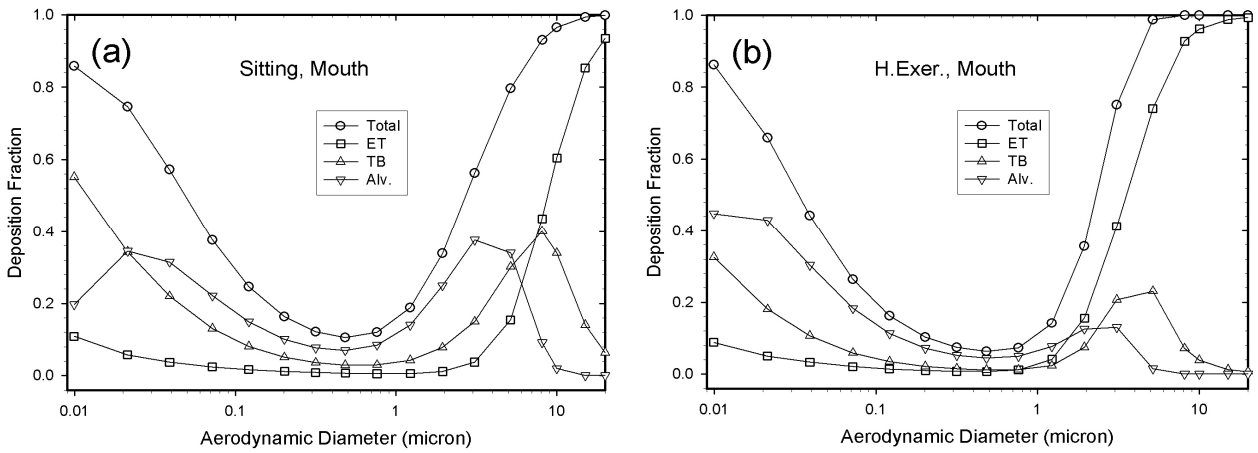 (a)
Sitting, Mouth
Total
ET
TB
Alv.
1.0
0.8
0.6
0.4
0.2
0.0
Deposition Fraction
0.01
0.1
1
10
Aerodynamic Diameter (micron)
(b)
H.Exer., Mouth
Total
ET
TB
Alv.
1.0
0.8
0.6
0.4
0.2
0.0
Deposition Fraction
0.01
0.1
1
10
Aerodynamic Diameter (micron)